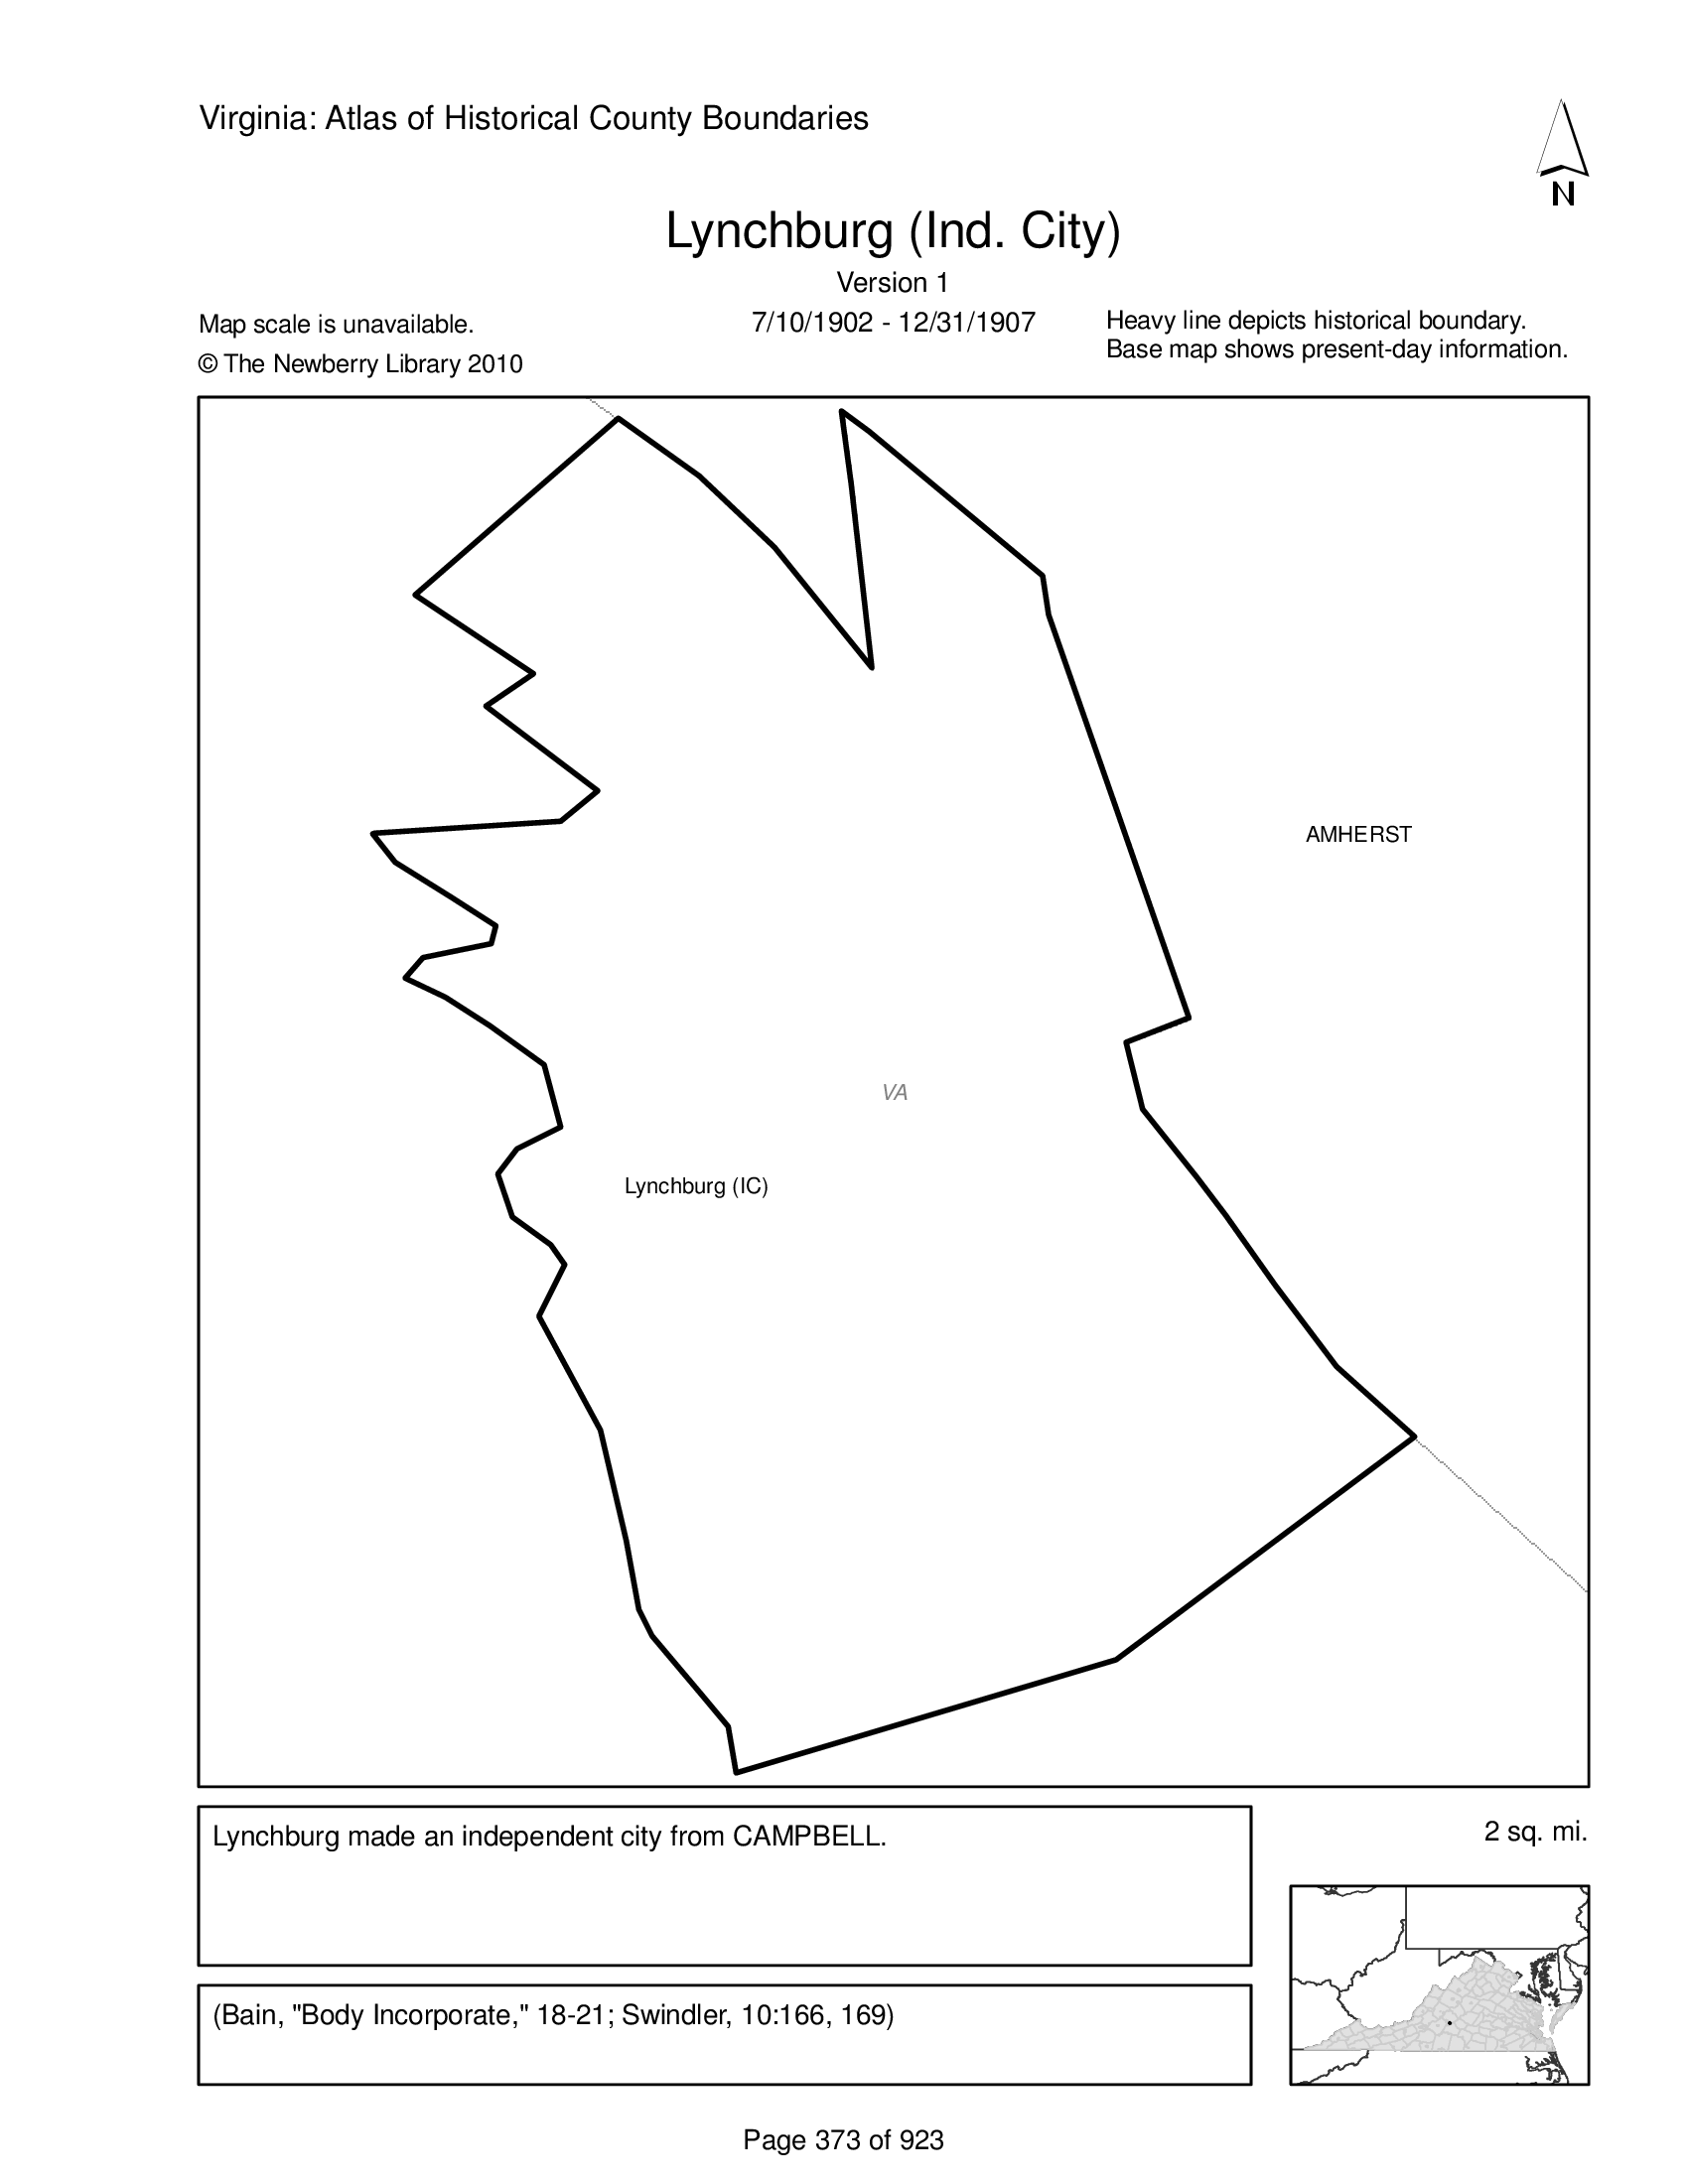 Virginia: Atlas of Historical County Boundaries
N
Lynchburg (Ind. City)
Version 1
Map scale is unavailable.
7/10/1902 - 12/31/1907
Heavy line depicts historical boundary.
Base map shows present-day information.
© The Newberry Library 2010
AMHERST
VA
Lynchburg (IC)
Lynchburg made an independent city from CAMPBELL.
2 sq. mi.
(Bain, "Body Incorporate," 18-21; Swindler, 10:166, 169)
Page 373 of 923